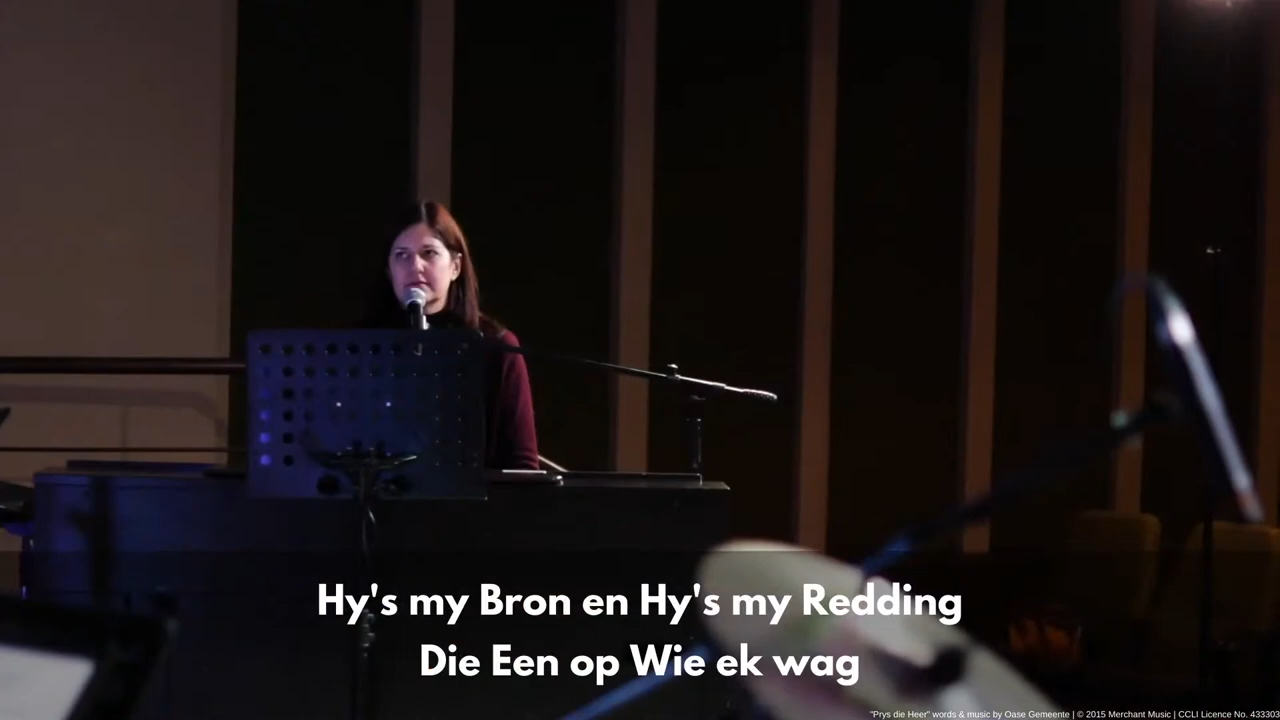 Hy's my Bron en Hy's my Redding
Die Een op Wie ek wag
"Prys die Heer" words & music by Oase Gemeente | © 2015 Merchant Music | CCLI Licence No. 433303